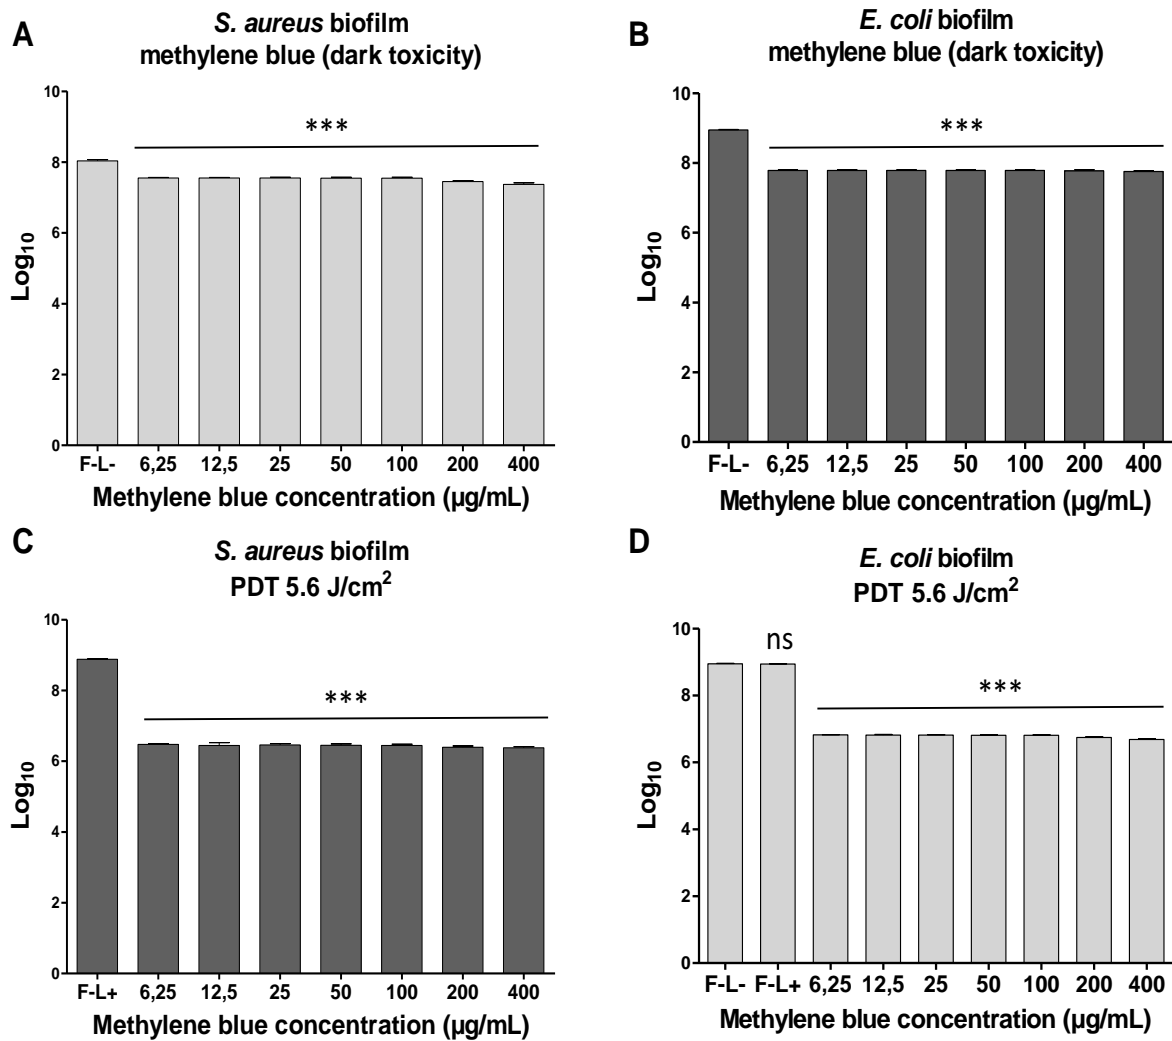 A
S. aureus biofilm
methylene blue (dark toxicity)
***
10
8
6
4
2
0
Log10
F-L- 6,25 12,5 25 50 100 200 400
Methylene blue concentration (µg/mL)
B
E. coli biofilm
methylene blue (dark toxicity)
***
10
8
6
4
2
0
Log10
F-L- 6,25 12,5 25 50 100 200 400
Methylene blue concentration (µg/mL)
C
S. aureus biofilm
PDT 5.6 J/cm2
***
10
8
6
4
2
0
Log10
F-L+ 6,25 12,5 25 50 100 200 400
Methylene blue concentration (µg/mL)
D
E. coli biofilm
PDT 5.6 J/cm2
ns
***
10
8
6
4
2
0
Log10
F-L- F-L+ 6,25 12,5 25 50 100 200 400
Methylene blue concentration (µg/mL)